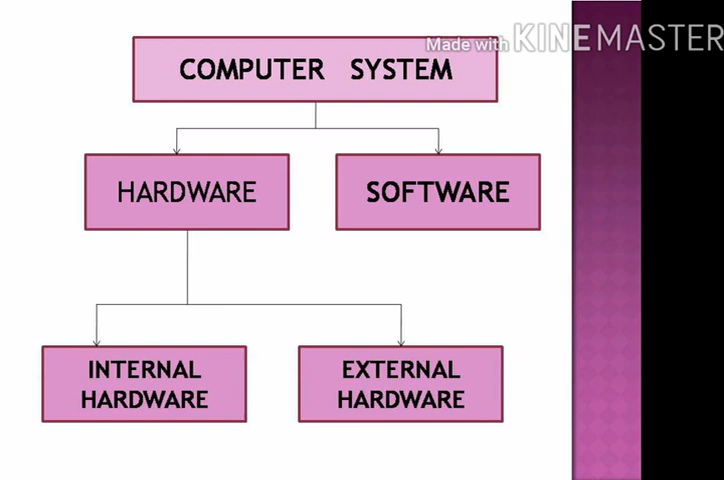 Made with KINEMASTER
COMPUTER SYSTEM
HARDWARE
SOFTWARE
INTERNAL
HARDWARE
EXTERNAL
HARDWARE